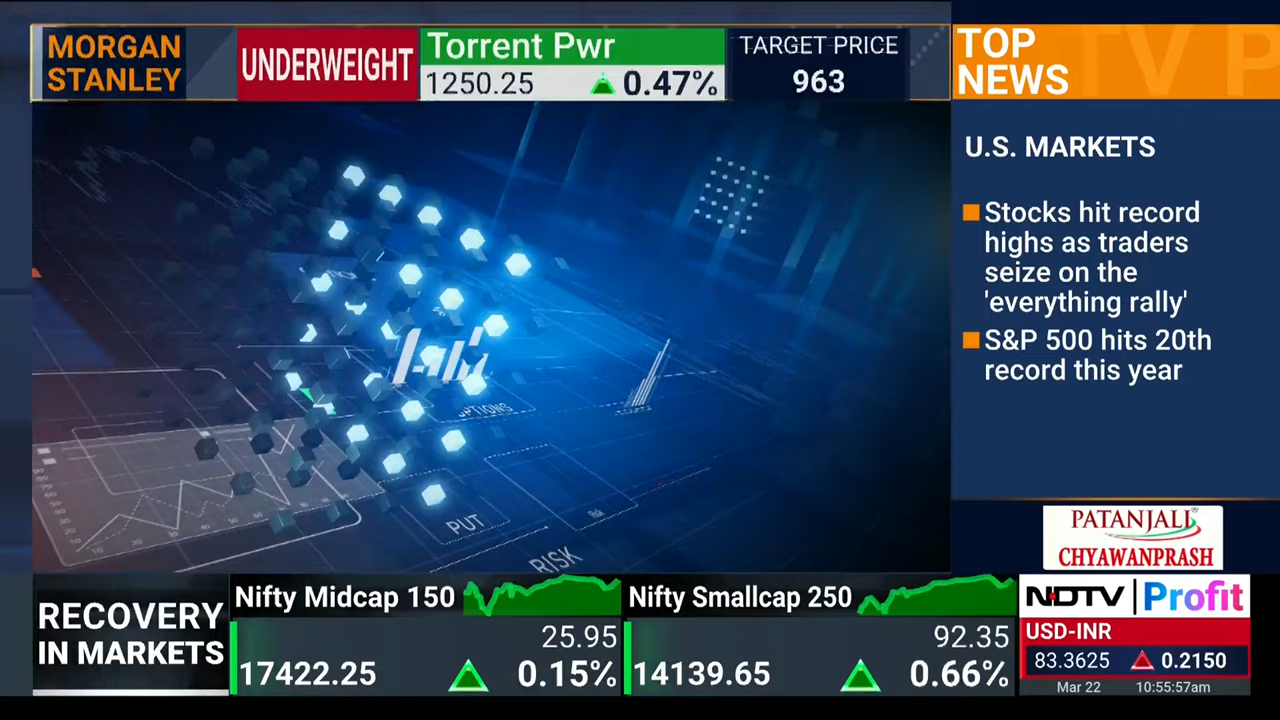 MORGAN
STANLEY
UNDERWEIGHT
Torrent Pwr
1250.25
0.47%
TARGET PRICE
963
TOP
NEWS
U.S. MARKETS
Stocks hit record
highs as traders
seize on the
'everything rally'
S&P 500 hits 20th
record this year
PUT
RISK
PATANJALI®
CHYAWANPRASH
RECOVERY
IN MARKETS
Nifty Midcap 150
25.95
17422.25
0.15%
Nifty Smallcap 250
92.35
14139.65
0.66%
NDTV Profit
USD-INR
83.3625
0.2150
Mar 22
10:55:57am